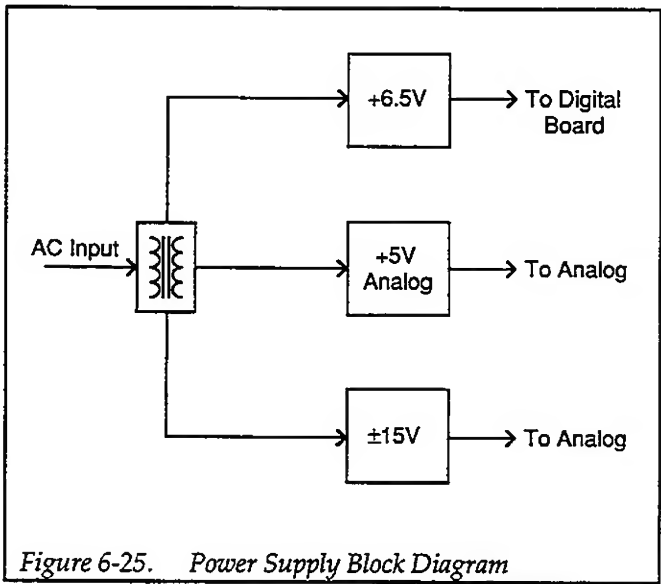 +6.5V
To Digital
Board
AC Input
+5V
Analog
To Analog
±15V
To Analog
Figure 6-25. Power Supply Block Diagram